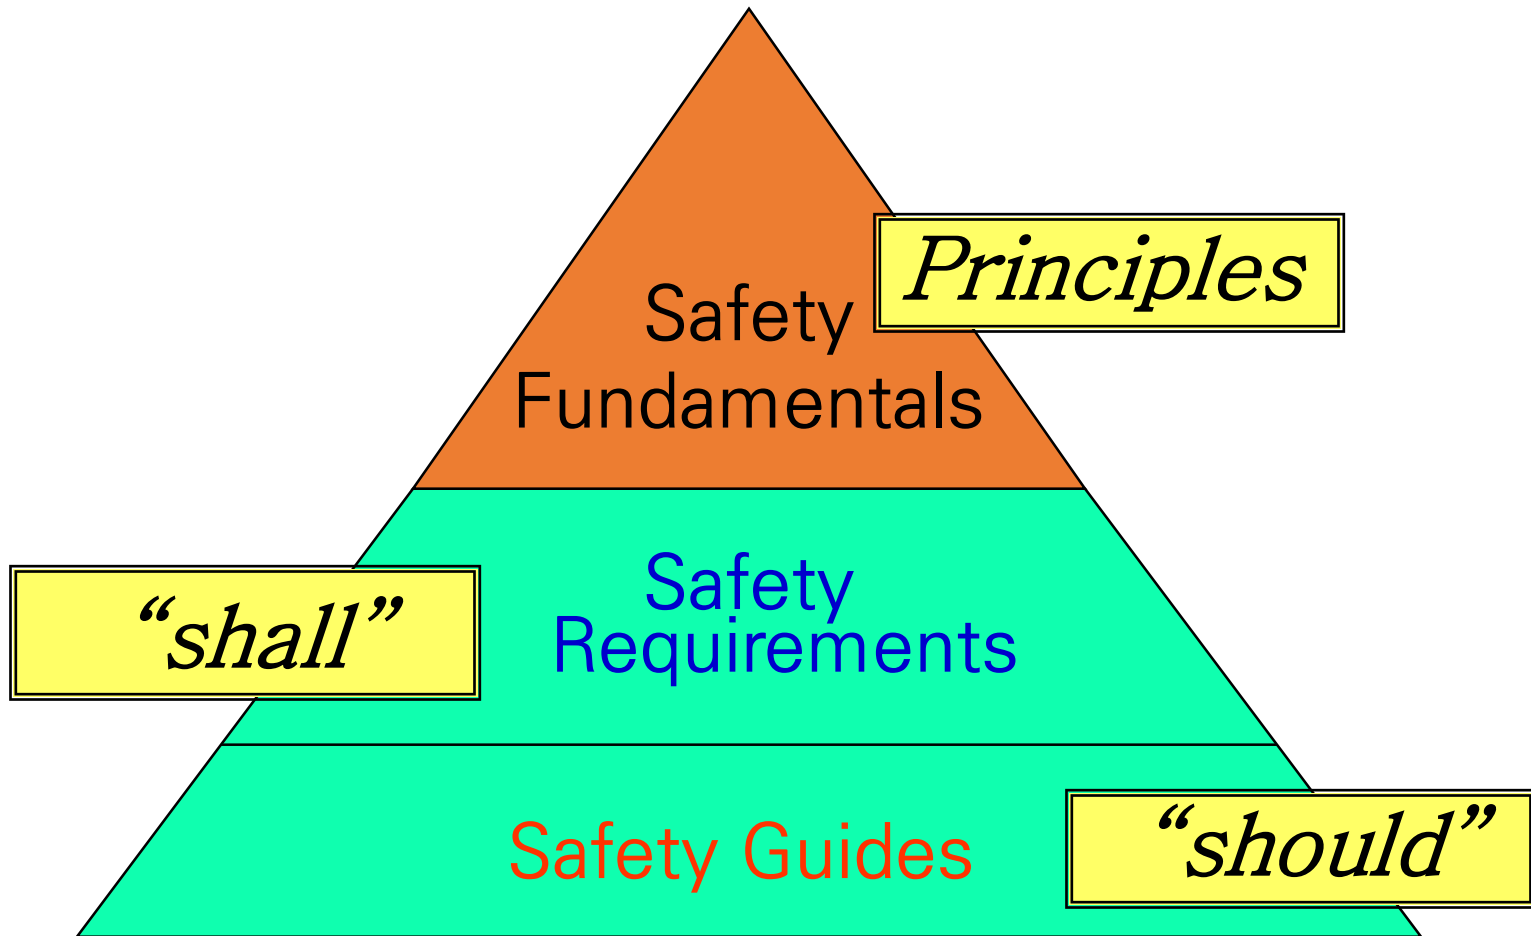 Principles
Safety
Fundamentals
Safety
Requirements
“shall”
Safety Guides
“should”